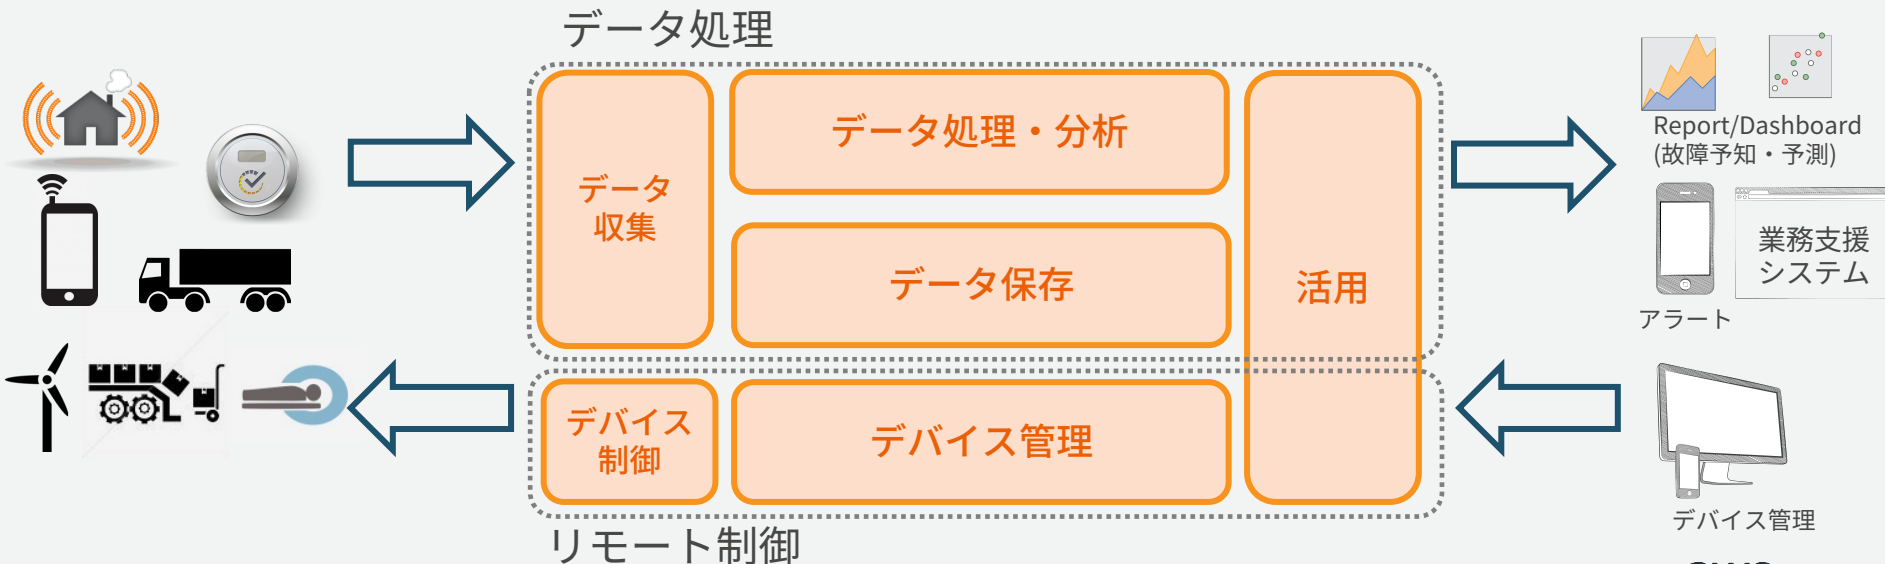 データ処理
データ
収集
データ処理・分析
データ保存
活用
デバイス
制御
デバイス管理
リモート制御
Report/Dashboard
(故障予知・予測)
業務支援
システム
アラート
デバイス管理